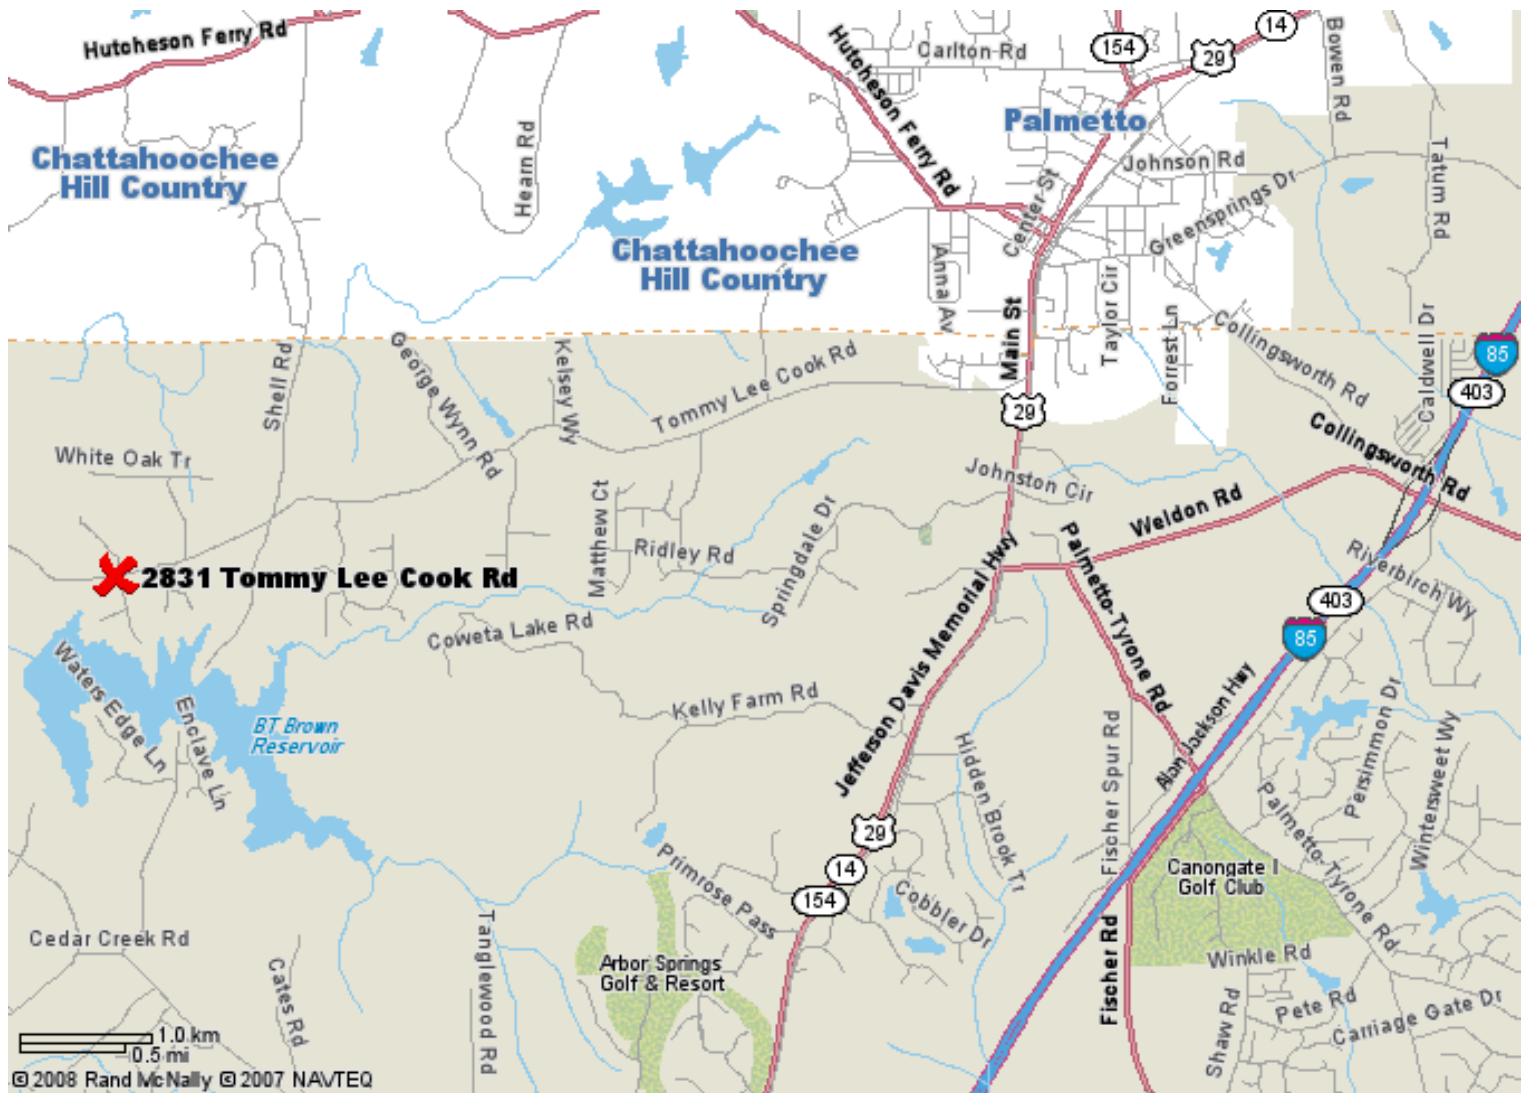 Hutcheson Ferry Rd
Hutcheson Ferry Rd
Carlton Rd
154
29
14
Bowen Rd
Palmetto
Chattahoochee
Hill Country
Hearn Rd
Johnson Rd
Tatum Rd
Center St
Greensprings Dr
Chattahoochee
Hill Country
Anna Av
Main St
Taylor Cir
Forrest Ln
Collingsworth Rd
Caldwell Dr
85
403
Shell Rd
George Wynn Rd
Kelsey Wy
Tommy Lee Cook Rd
29
Collingsworth Rd
White Oak Tr
Johnston Cir
Weldon Rd
Matthew Ct
Ridley Rd
Springdale Dr
Palmetto-Tyrone Rd
Riverbirch Wy
2831 Tommy Lee Cook Rd
403
85
Coweta Lake Rd
Jefferson Davis Memorial Hwy
Waters Edge Ln
Enclave Ln
BT Brown
Reservoir
Kelly Farm Rd
Hidden Brook Tr
Fischer Spur Rd
Alan Jackson Hwy
Persimmon Dr
Wintersweet Wy
Palmetto-Tyrone Rd
29
14
154
Primrose Pass
Cobbler Dr
Canongate I
Golf Club
Cedar Creek Rd
Cates Rd
Tanglewood Rd
Arbor Springs
Golf & Resort
Fischer Rd
Winkle Rd
Shaw Rd
Pete Rd
Carriage Gate Dr
1.0 km
0.5 mi
© 2008 Rand McNally © 2007 NAVTEQ